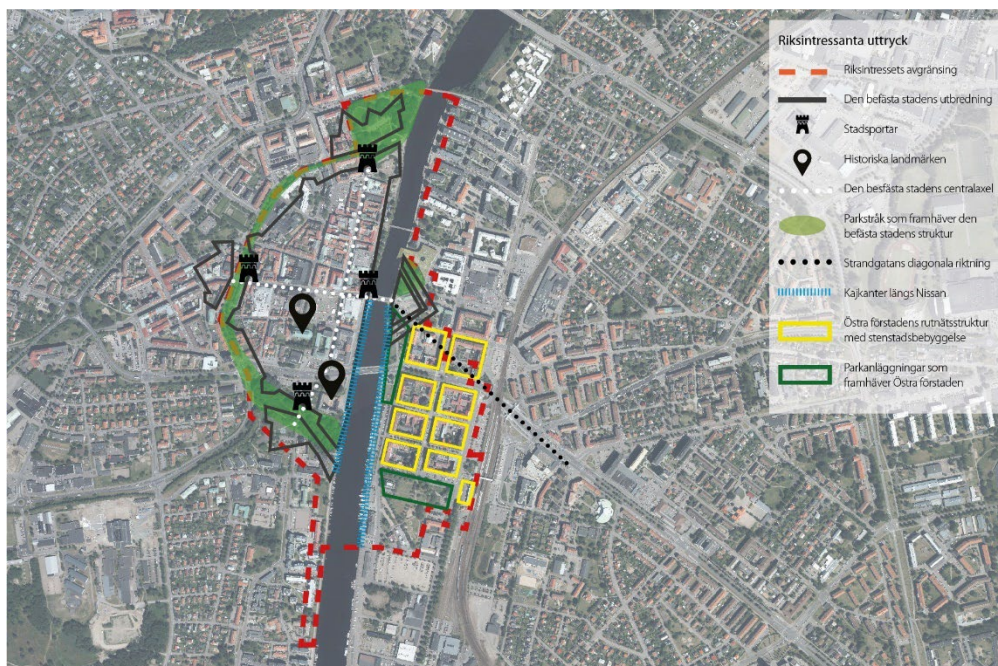 Riksintressanta uttryck
Riksintressets avgränsing
Den befästa stadens utbredning
Stadsportar
Historiska landmärken
Den besfästa stadens centralaxel
Parkstråk som framhäver den
befästa stadens struktur
Strandgatans diagonala riktning
Kajkanter längs Nissan
Östra förstadens rutnätsstruktur
med stenstadsbebyggelse
Parkanläggningar som
framhäver Östra förstaden